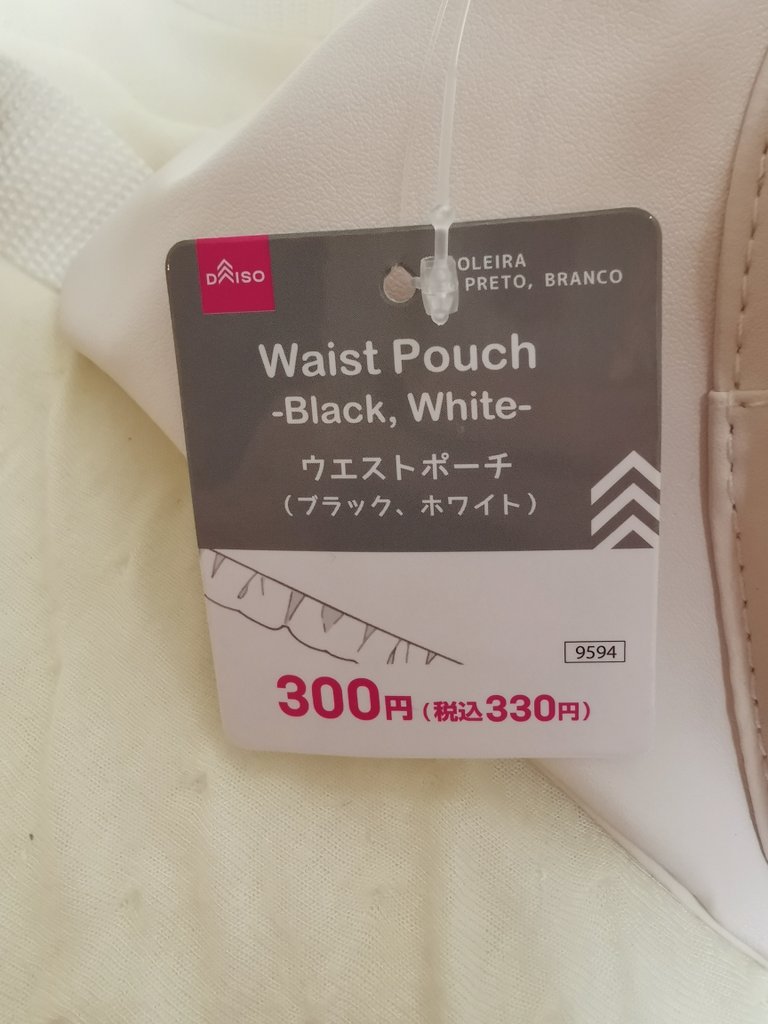 DAISO
OLEIRA
PRETO, BRANCO
Waist Pouch
-Black, White-
ウエストポーチ
(ブラック、ホワイト)
9594
300円(税込330円)